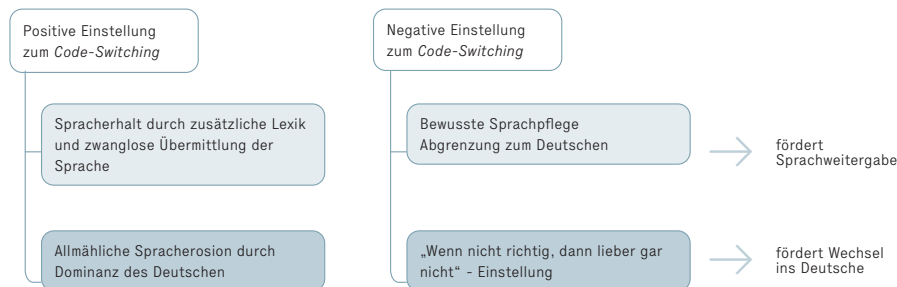 Positive Einstellung
zum Code-Switching
Spracherhalt durch zusätzliche Lexik
und zwanglose Übermittlung der
Sprache
Allmähliche Spracherosion durch
Dominanz des Deutschen
Negative Einstellung
zum Code-Switching
Bewusste Sprachpflege
Abgrenzung zum Deutschen
„Wenn nicht richtig, dann lieber gar
nicht“ - Einstellung
fördert
Sprachweitergabe
fördert Wechsel
ins Deutsche